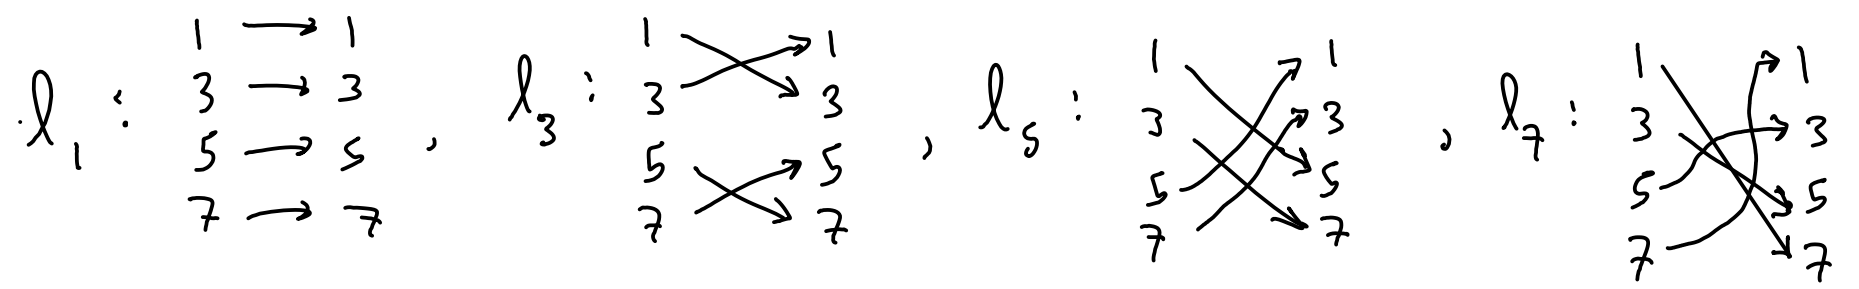 ℓ₁ : 1 → 1, ℓ₃ : 1 1, ℓ₅ : 1 1, ℓ₇ : 1 1
3 → 3 3 3 3 3 3 3
5 → 5 5 5 5 5 5 5
7 → 7 7 7 7 7 7 7